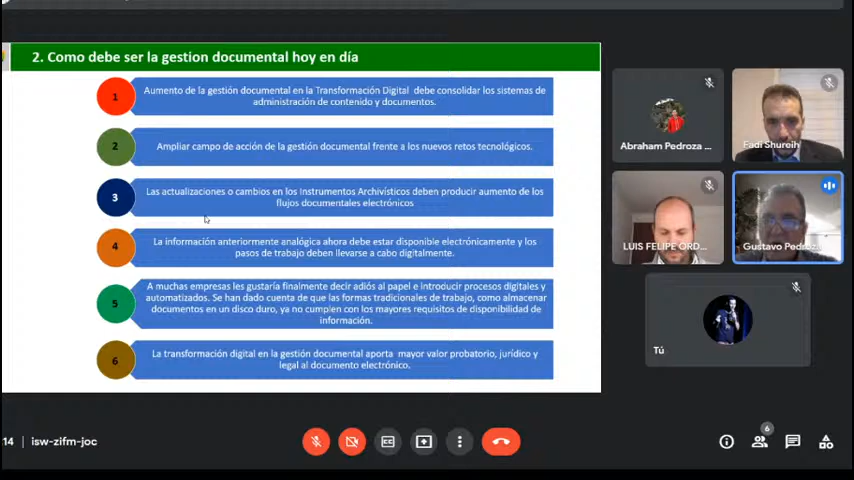 2. Como debe ser la gestion documental hoy en día
1
Aumento de la gestión documental en la Transformación Digital debe consolidar los sistemas de
administración de contenido y documentos.
2
Ampliar campo de acción de la gestión documental frente a los nuevos retos tecnológicos.
3
Las actualizaciones o cambios en los Instrumentos Archivísticos deben producir aumento de los
flujos documentales electrónicos
4
La información anteriormente analógica ahora debe estar disponible electrónicamente y los
pasos de trabajo deben llevarse a cabo digitalmente.
5
A muchas empresas les gustaría finalmente decir adiós al papel e introducir procesos digitales y
automatizados. Se han dado cuenta de que las formas tradicionales de trabajo, como almacenar
documentos en un disco duro, ya no cumplen con los mayores requisitos de disponibilidad de
información.
6
La transformación digital en la gestión documental aporta mayor valor probatorio, jurídico y
legal al documento electrónico.
Abraham Pedroza ...
Fadi Shureih
LUIS FELIPE ORD...
Gustavo Pedroza
Tú
14 | isw-zifm-joc
CC
6